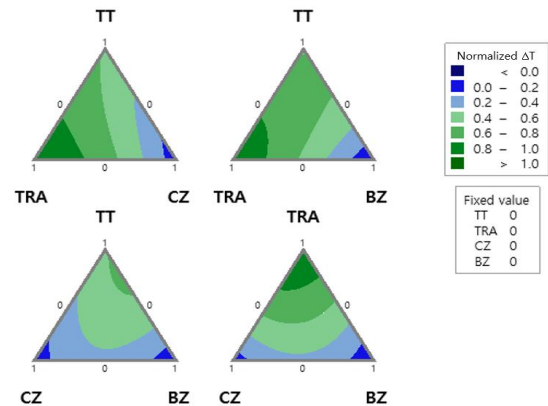 TT
1
0
0
1
0
1
TRA
CZ
TT
1
0
0
1
0
1
TRA
BZ
TT
1
0
0
1
0
1
CZ
BZ
TRA
1
0
0
1
0
1
CZ
BZ
Normalized ΔT
< 0.0
0.0 – 0.2
0.2 – 0.4
0.4 – 0.6
0.6 – 0.8
0.8 – 1.0
> 1.0
Fixed value
TT 0
TRA 0
CZ 0
BZ 0